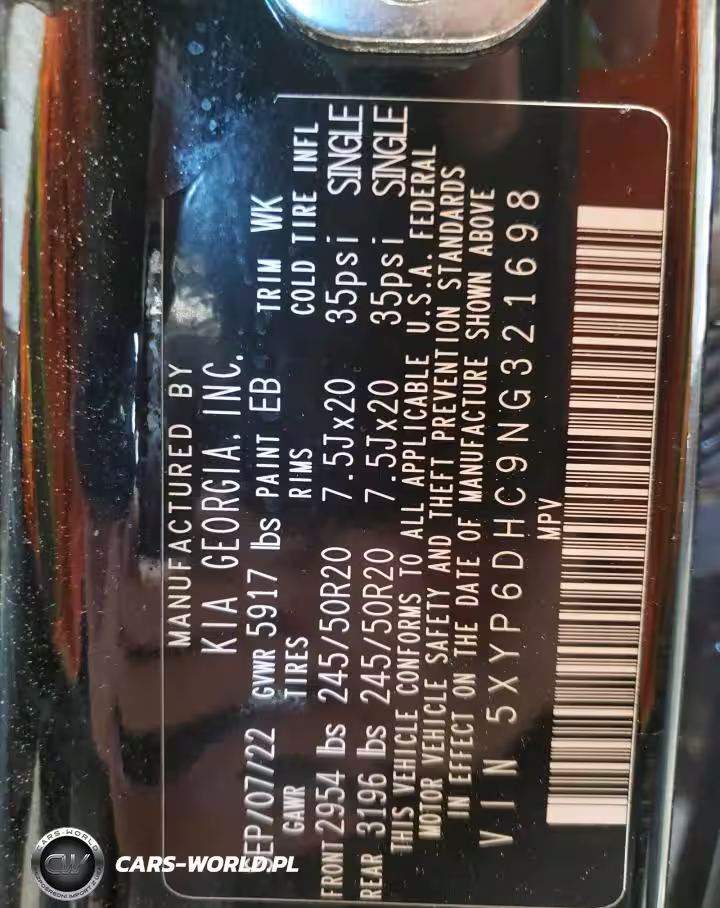 MANUFACTURED BY
KIA GEORGIA, INC.
GVWR 5917 lbs PAINT EB TRIM WK
GAWR TIRES RIMS COLD TIRE INFL
FRONT 2954 lbs 245/50R20 7.5Jx20 35psi SINGLE
REAR 3196 lbs 245/50R20 7.5Jx20 35psi SINGLE
THIS VEHICLE CONFORMS TO ALL APPLICABLE U.S.A. FEDERAL
MOTOR VEHICLE SAFETY AND THEFT PREVENTION STANDARDS
IN EFFECT ON THE DATE OF MANUFACTURE SHOWN ABOVE
VIN 5XYP6DHC9NG321698
MPV
CARS-WORLD
CW
CARS-WORLD.PL